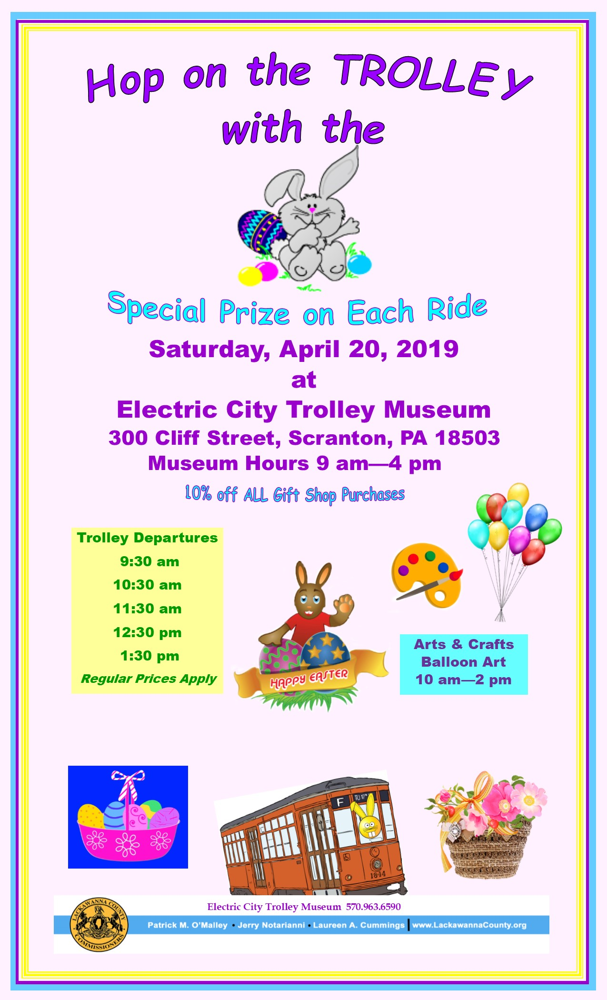 Hop on the TROLLEY
with the
Special Prize on Each Ride
Saturday, April 20, 2019
at
Electric City Trolley Museum
300 Cliff Street, Scranton, PA 18503
Museum Hours 9 am—4 pm
10% off ALL Gift Shop Purchases
Trolley Departures
9:30 am
10:30 am
11:30 am
12:30 pm
1:30 pm
Regular Prices Apply
HAPPY EASTER
Arts & Crafts
Balloon Art
10 am—2 pm
F
1814
LACKAWANNA COUNTY
COMMISSIONERS
Electric City Trolley Museum 570.963.6590
Patrick M. O'Malley • Jerry Notarianni • Laureen A. Cummings | www.LackawannaCounty.org